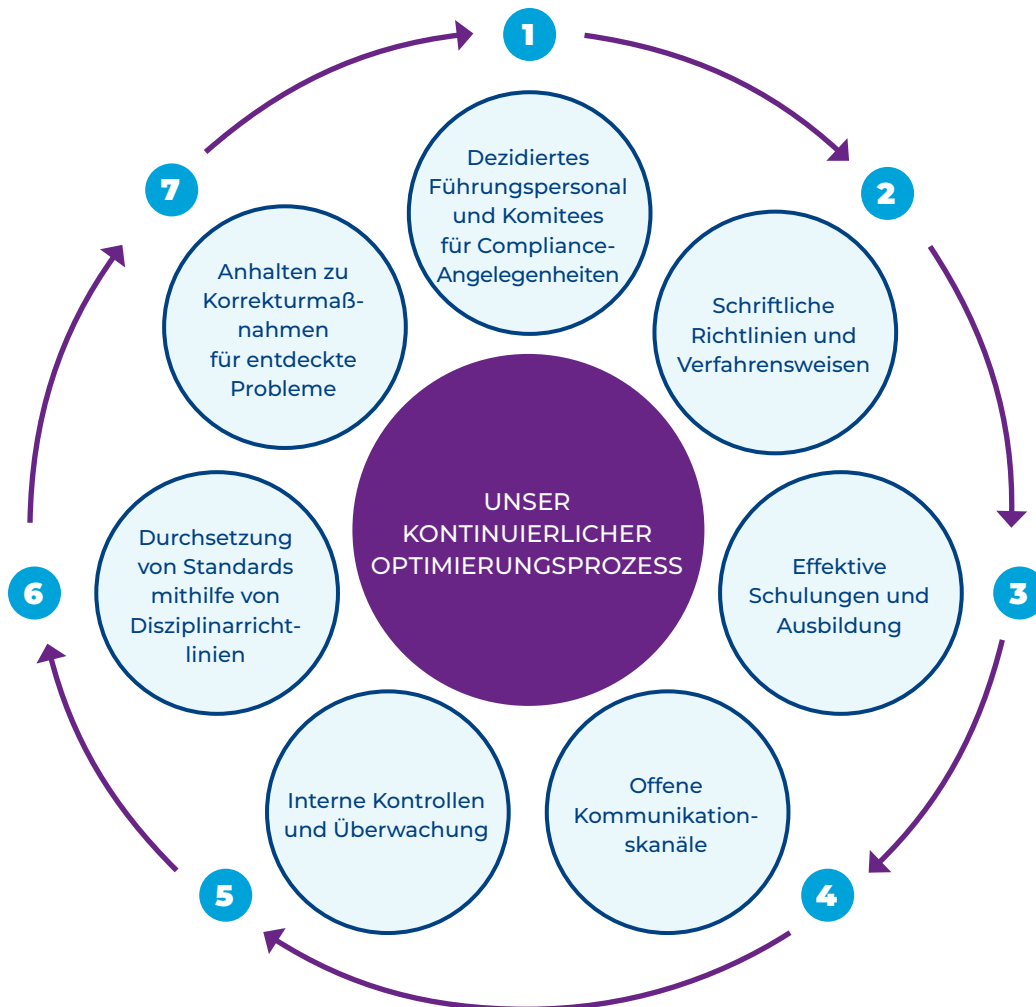 1
Dezidiertes
Führungspersonal
und Komitees
für Compliance-
Angelegenheiten
2
Schriftliche
Richtlinien und
Verfahrensweisen
3
Effektive
Schulungen und
Ausbildung
4
Offene
Kommunikation-
skanäle
5
Interne Kontrollen
und Überwachung
6
Durchsetzung
von Standards
mithilfe von
Disziplinarricht-
linien
7
Anhalten zu
Korrekturmaß-
nahmen
für entdeckte
Probleme
UNSER
KONTINUIERLICHER
OPTIMIERUNGSPROZESS